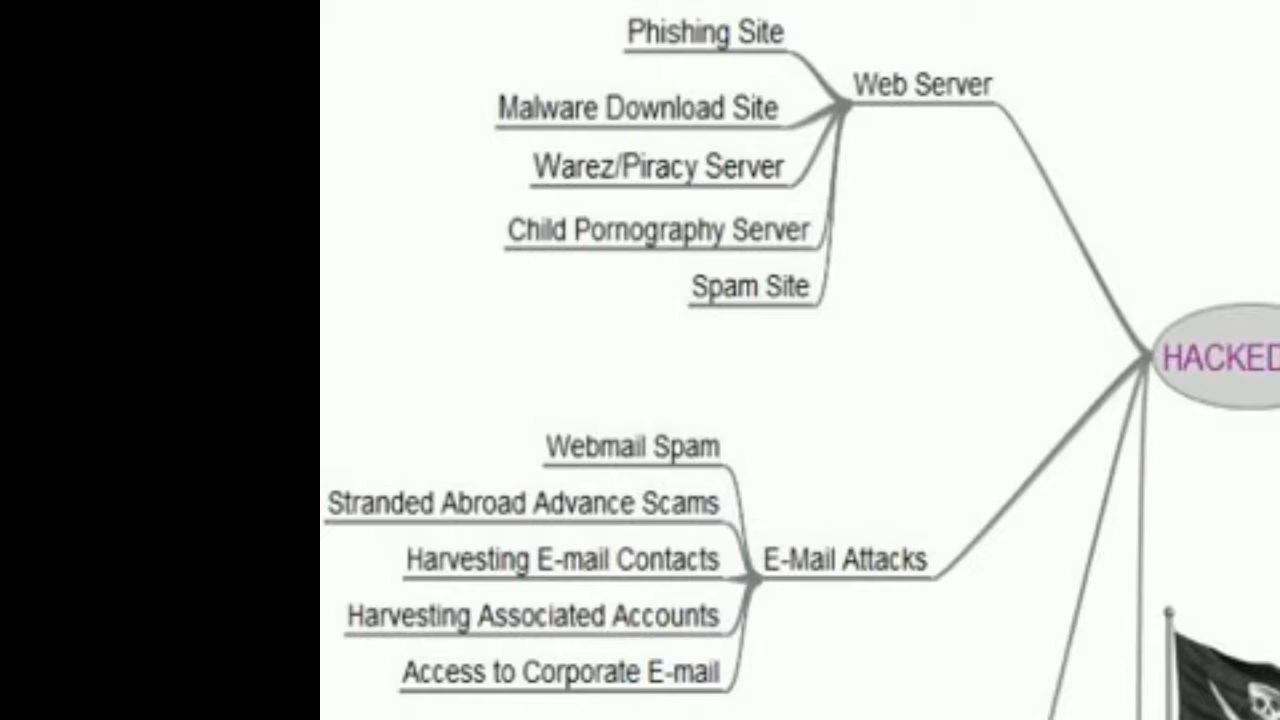 Phishing Site
Web Server
Malware Download Site
Warez/Piracy Server
Child Pornography Server
Spam Site
HACKED
Webmail Spam
Stranded Abroad Advance Scams
Harvesting E-mail Contacts
E-Mail Attacks
Harvesting Associated Accounts
Access to Corporate E-mail